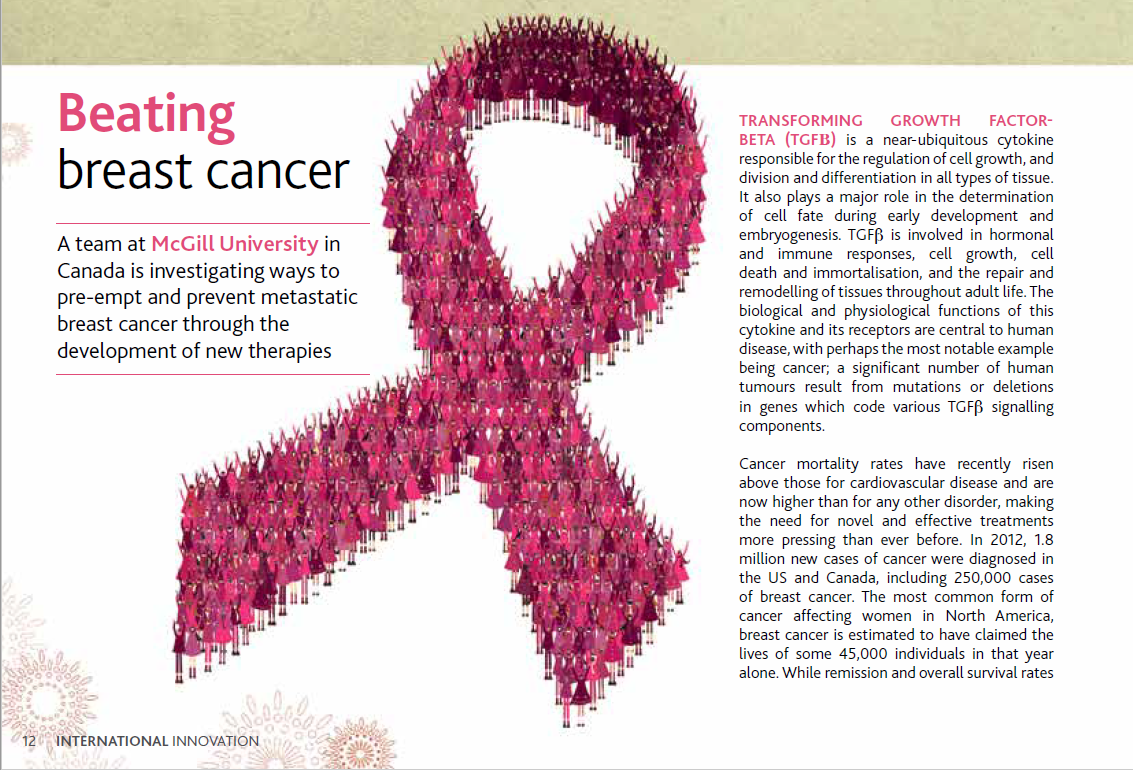 Beating
breast cancer
A team at McGill University in
Canada is investigating ways to
pre-empt and prevent metastatic
breast cancer through the
development of new therapies
TRANSFORMING GROWTH FACTOR-
BETA (TGFβ) is a near-ubiquitous cytokine
responsible for the regulation of cell growth, and
division and differentiation in all types of tissue.
It also plays a major role in the determination
of cell fate during early development and
embryogenesis. TGFβ is involved in hormonal
and immune responses, cell growth, cell
death and immortalisation, and the repair and
remodelling of tissues throughout adult life. The
biological and physiological functions of this
cytokine and its receptors are central to human
disease, with perhaps the most notable example
being cancer; a significant number of human
tumours result from mutations or deletions
in genes which code various TGFβ signalling
components.
Cancer mortality rates have recently risen
above those for cardiovascular disease and are
now higher than for any other disorder, making
the need for novel and effective treatments
more pressing than ever before. In 2012, 1.8
million new cases of cancer were diagnosed in
the US and Canada, including 250,000 cases
of breast cancer. The most common form of
cancer affecting women in North America,
breast cancer is estimated to have claimed the
lives of some 45,000 individuals in that year
alone. While remission and overall survival rates
12 INTERNATIONAL INNOVATION